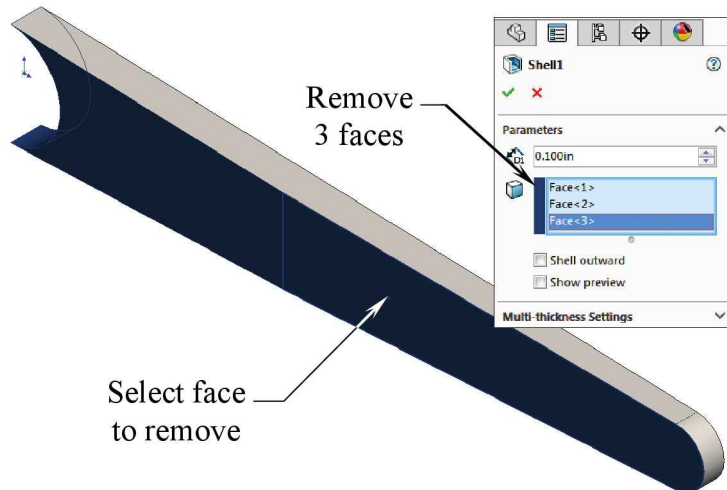 Shell1
Remove
3 faces
Parameters
D1
0.100in
Face<1>
Face<2>
Face<3>
Shell outward
Show preview
Multi-thickness Settings
Select face
to remove